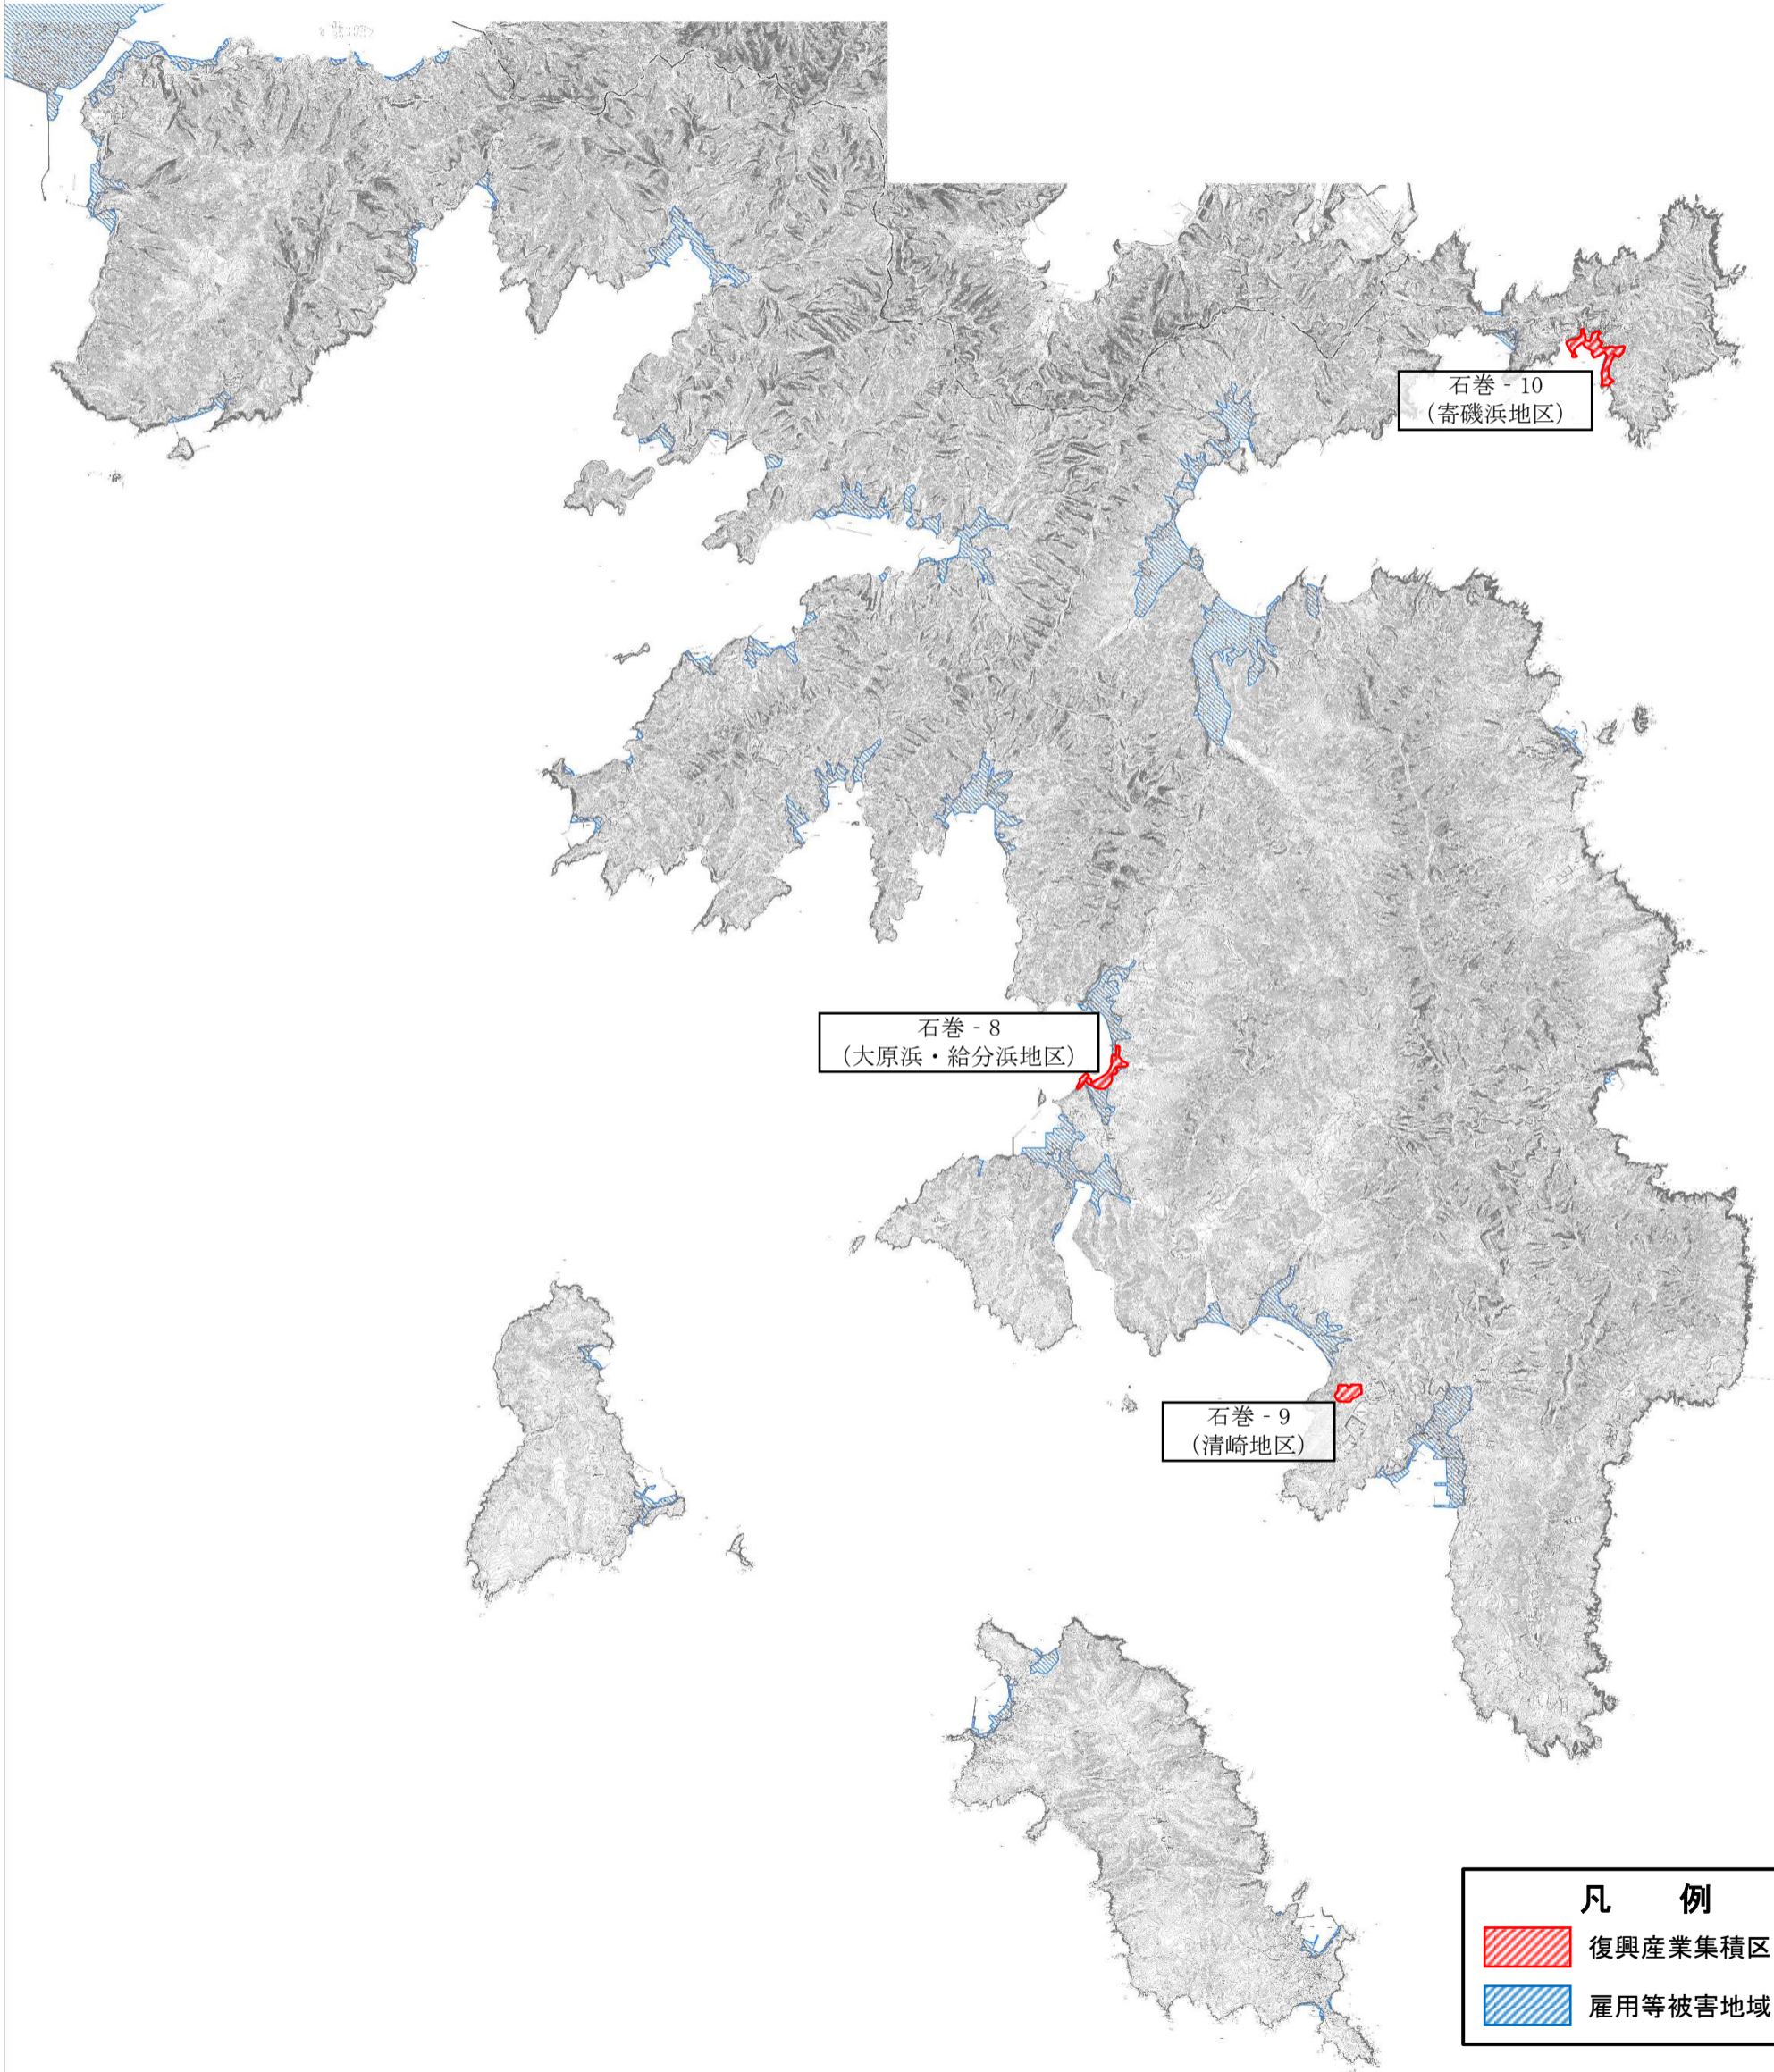 石巻‐10
（寄磯浜地区）
石巻‐8
（大原浜・給分浜地区）
石巻‐9
（清崎地区）
凡　例
復興産業集積区
雇用等被害地域